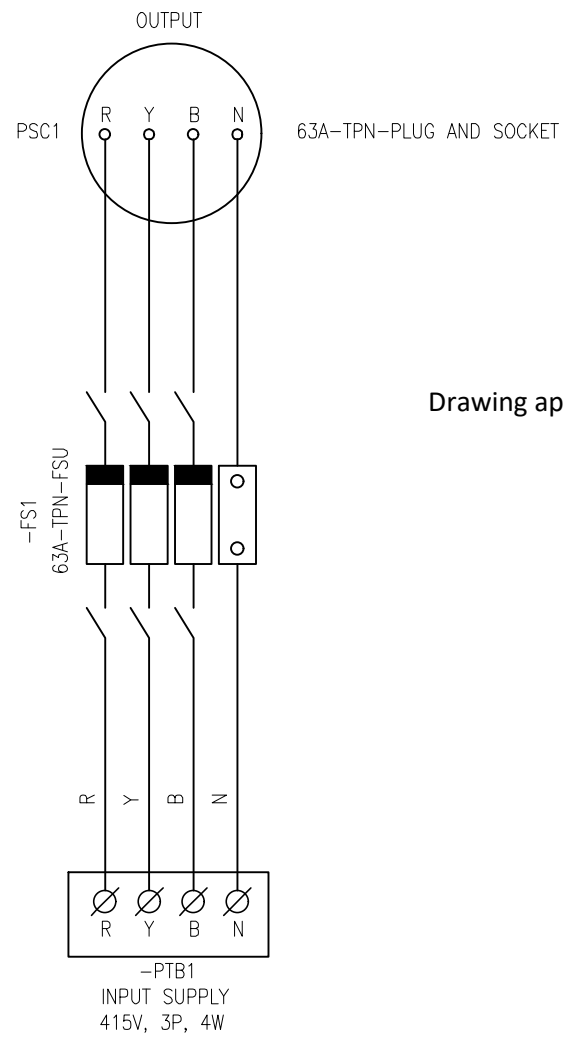 OUTPUT
R Y B N
PSC1
63A-TPN-PLUG AND SOCKET
Drawing ap
-FS1
63A-TPN-FSU
R Y B N
R Y B N
-PTB1
INPUT SUPPLY
415V, 3P, 4W